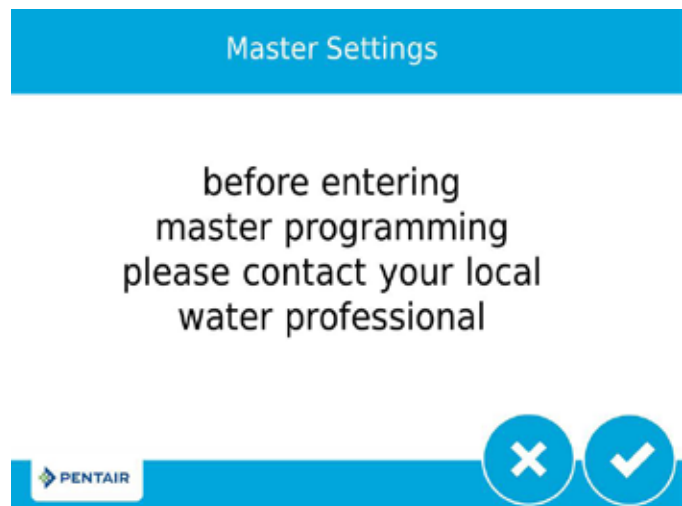 Master Settings
before entering
master programming
please contact your local
water professional
PENTAIR